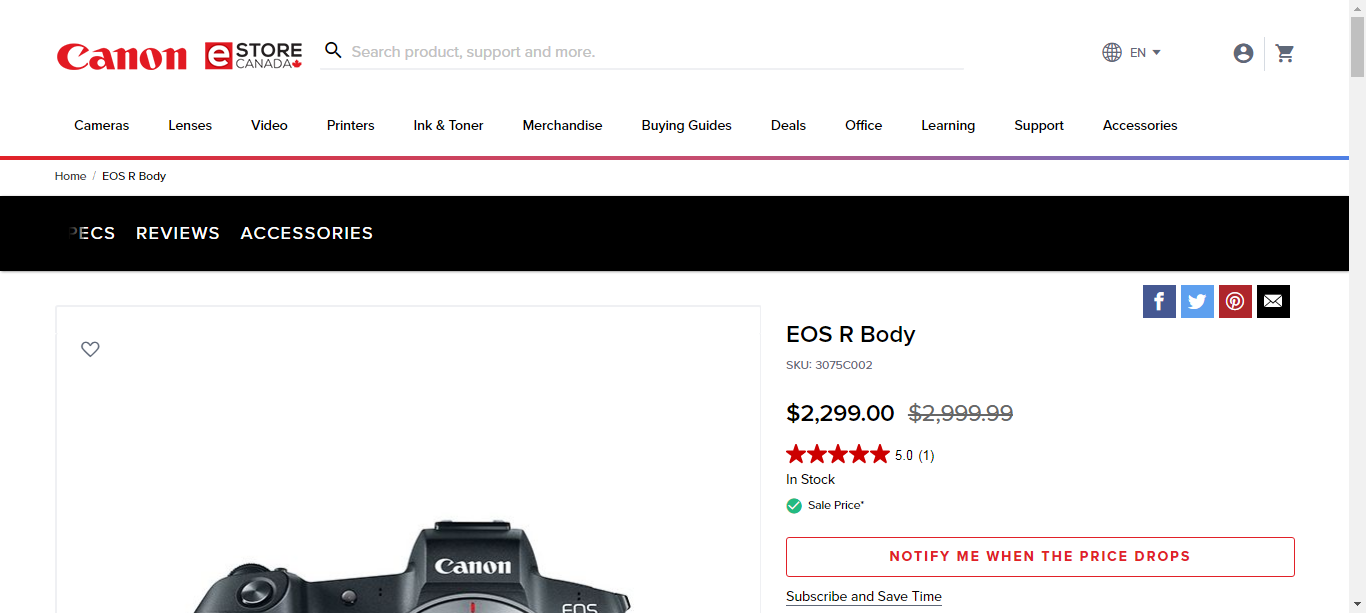 Canon
e STORE CANADA
Search product, support and more.
EN
Cameras Lenses Video Printers Ink & Toner Merchandise Buying Guides Deals Office Learning Support Accessories
Home / EOS R Body
PECS REVIEWS ACCESSORIES
EOS R Body
SKU: 3075C002
$2,299.00 $2,999.99
5.0 (1)
In Stock
Sale Price*
NOTIFY ME WHEN THE PRICE DROPS
Subscribe and Save Time
Canon
EOS